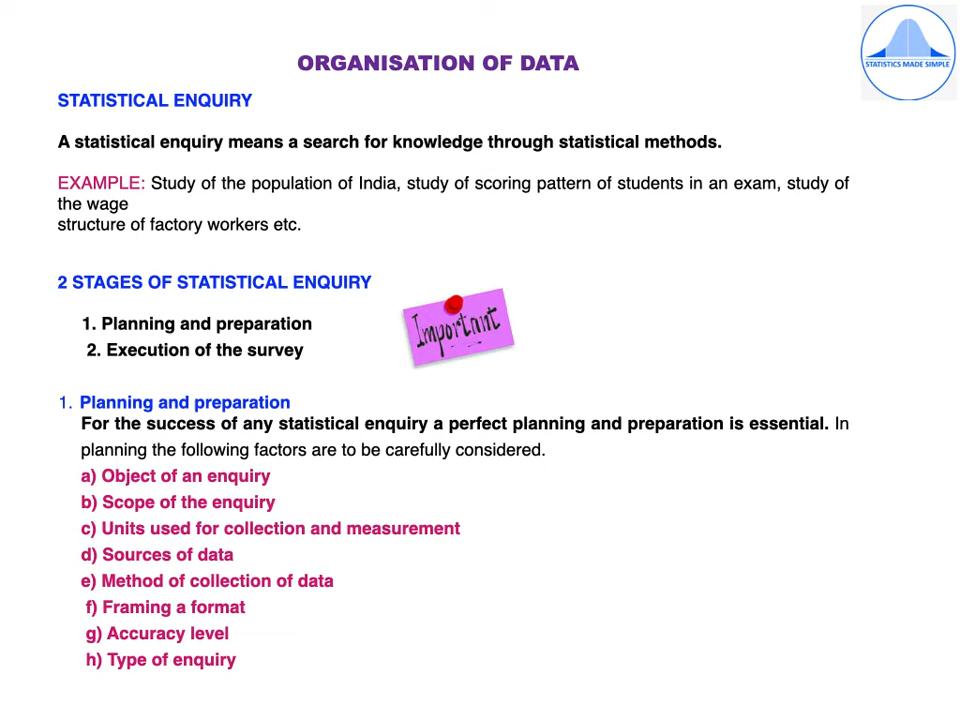 STATISTICS MADE SIMPLE
ORGANISATION OF DATA
STATISTICAL ENQUIRY
A statistical enquiry means a search for knowledge through statistical methods.
EXAMPLE: Study of the population of India, study of scoring pattern of students in an exam, study of
the wage
structure of factory workers etc.
2 STAGES OF STATISTICAL ENQUIRY
1. Planning and preparation
2. Execution of the survey
Important
1. Planning and preparation
For the success of any statistical enquiry a perfect planning and preparation is essential. In
planning the following factors are to be carefully considered.
a) Object of an enquiry
b) Scope of the enquiry
c) Units used for collection and measurement
d) Sources of data
e) Method of collection of data
f) Framing a format
g) Accuracy level
h) Type of enquiry